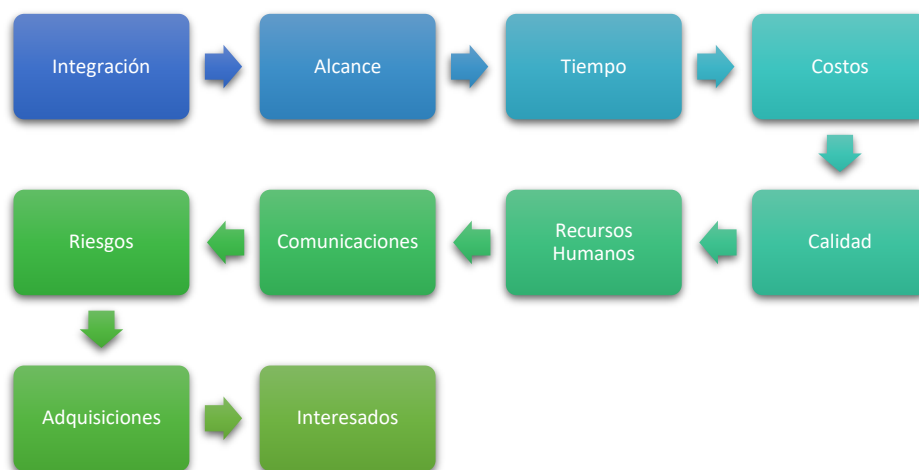 Integración
Alcance
Tiempo
Costos
Calidad
Recursos
Humanos
Comunicaciones
Riesgos
Adquisiciones
Interesados